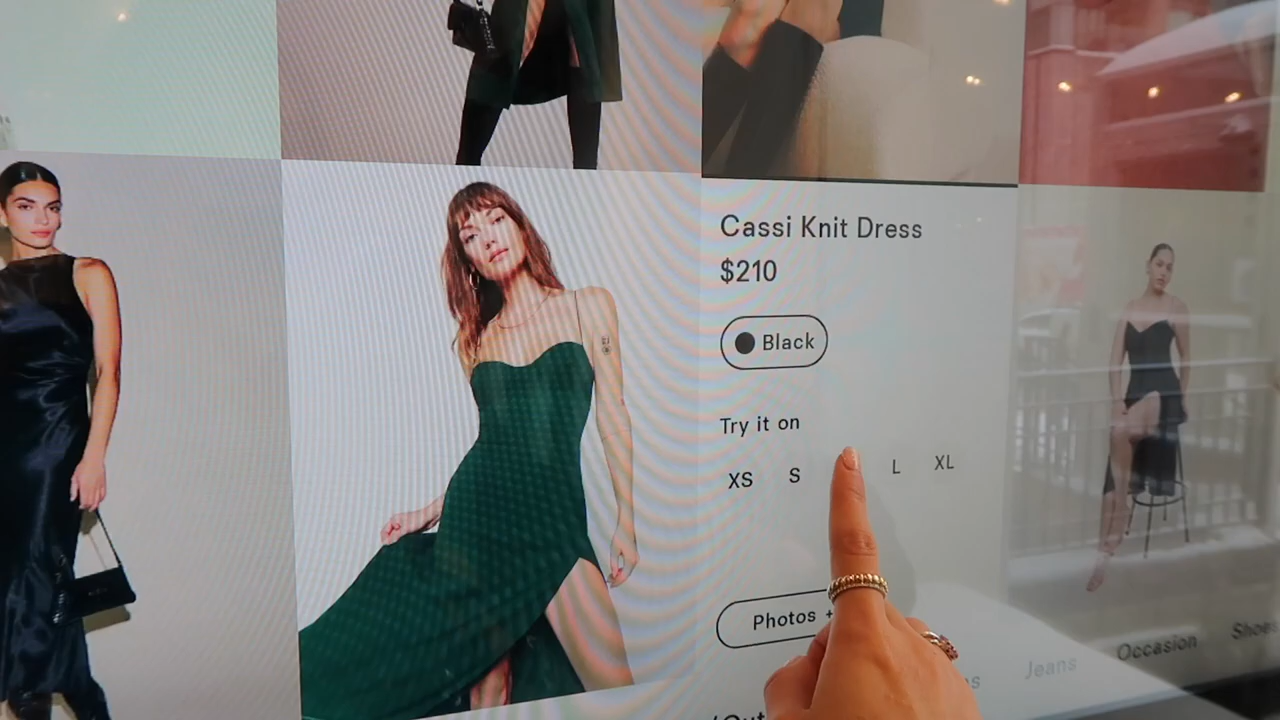 Cassi Knit Dress
$210
Black
Try it on
XS S L XL
Photos
Jeans Occasion Shoes